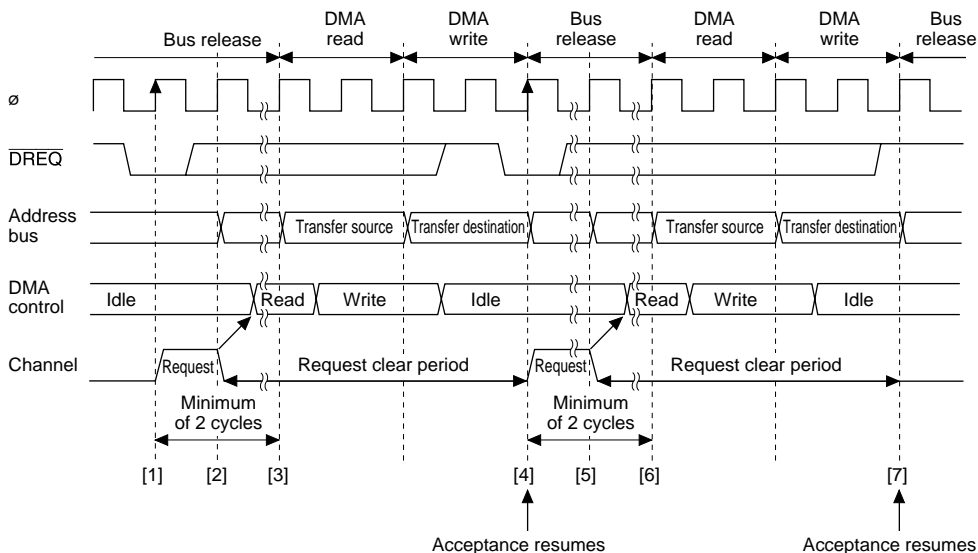 Bus release
DMA read
DMA write
Bus release
DMA read
DMA write
Bus release
ø
DREQ
Address bus
Transfer source
Transfer destination
Transfer source
Transfer destination
DMA control
Idle
Read
Write
Idle
Read
Write
Idle
Channel
Request
Request clear period
Request
Request clear period
Minimum of 2 cycles
Minimum of 2 cycles
[1]
[2]
[3]
[4]
[5]
[6]
[7]
Acceptance resumes
Acceptance resumes